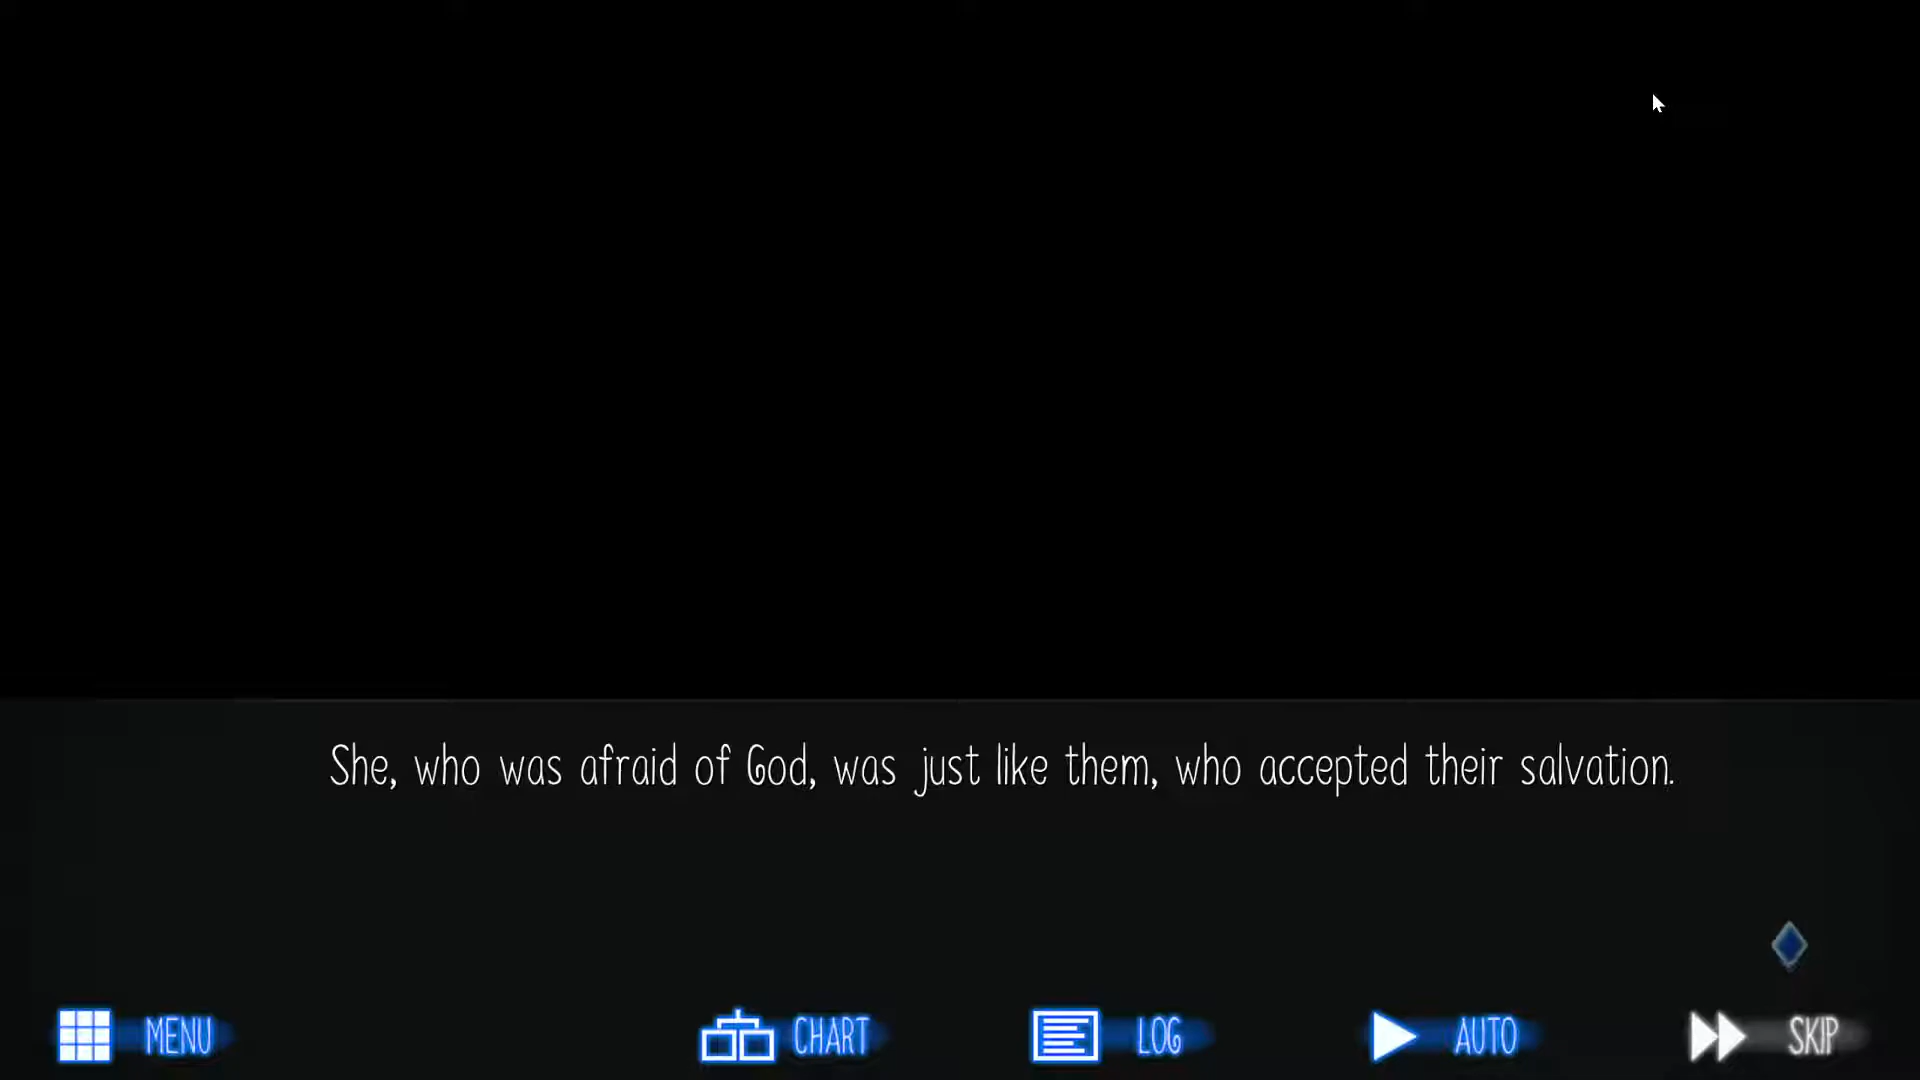 She, who was afraid of God, was just like them, who accepted their salvation.
MENU
CHART
LOG
AUTO
SKIP